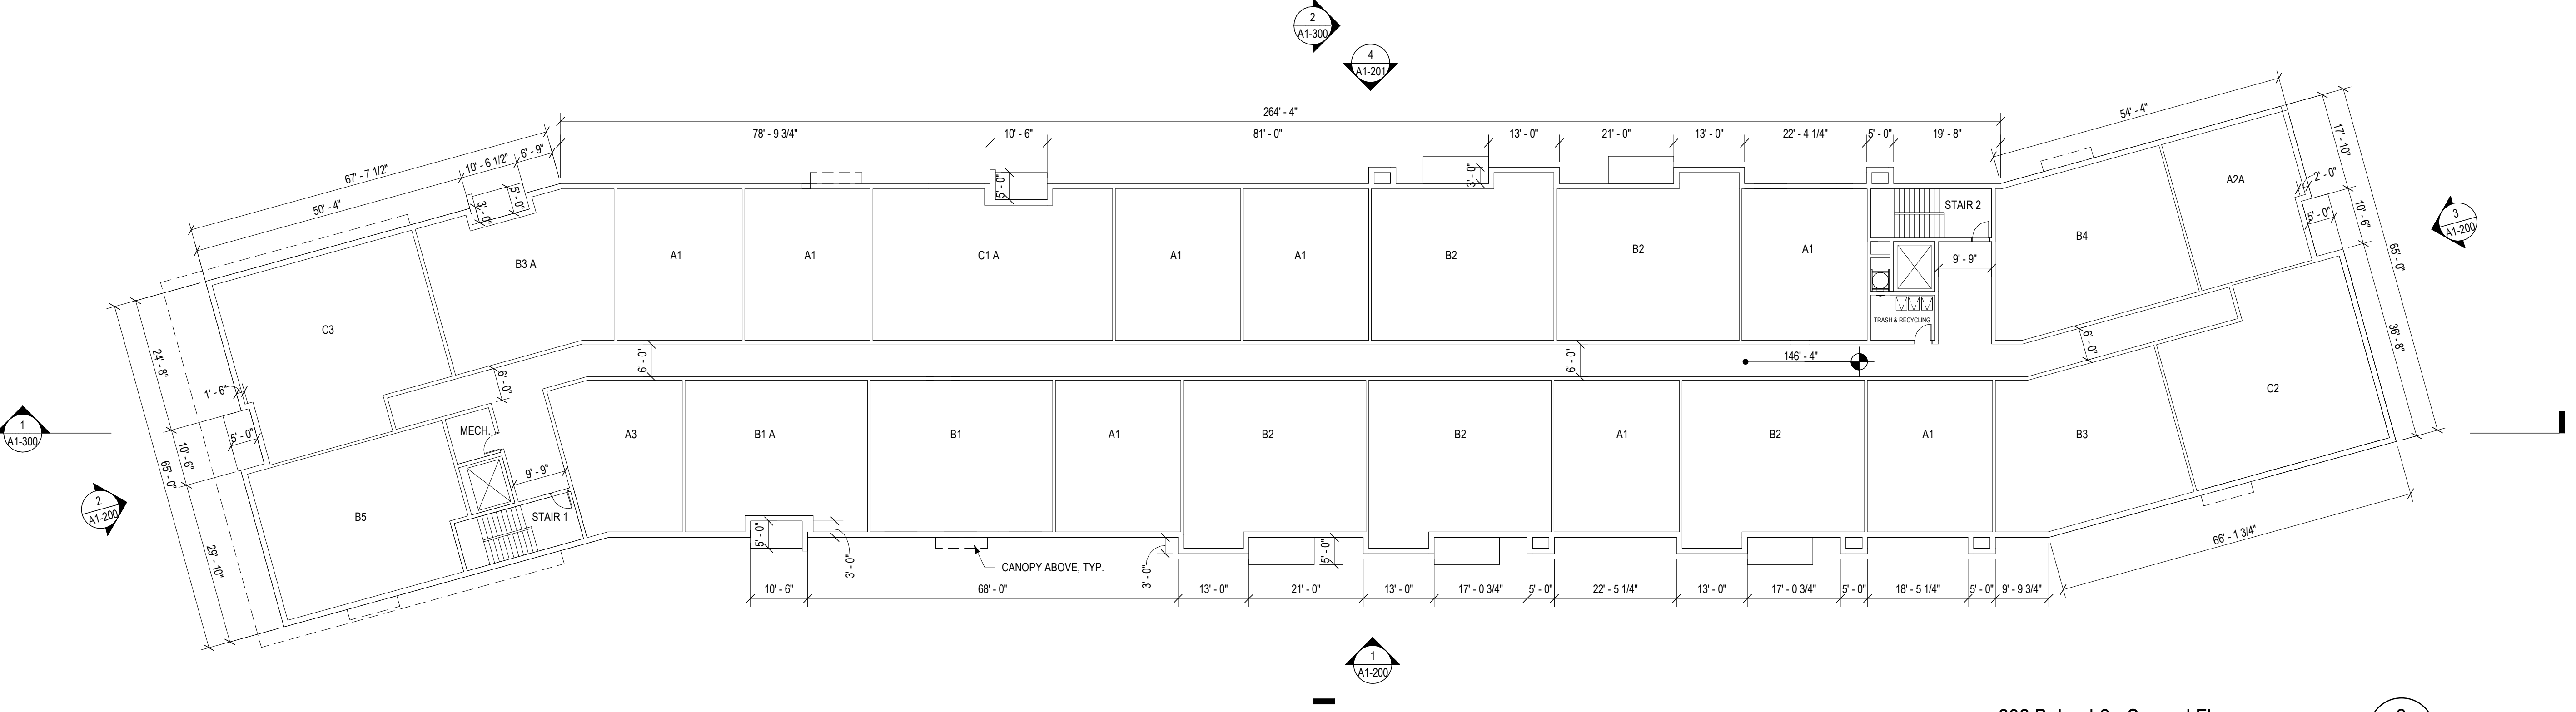 2
A1-300
4
A1-201
264' - 4"
78' - 9 3/4"
10' - 6"
81' - 0"
13' - 0"
21' - 0"
13' - 0"
22' - 4 1/4"
5' - 0"
19' - 8"
54' - 4"
67' - 7 1/2"
50' - 4"
10' - 6 1/2"
6' - 9"
3' - 0"
5' - 0"
5' - 0"
3' - 0"
17' - 10"
2' - 0"
10' - 6"
5' - 0"
65' - 0"
36' - 8"
3
A1-200
C3
B3 A
A1
A1
C1 A
A1
A1
B2
B2
A1
STAIR 2
9' - 9"
TRASH & RECYCLING
B4
A2A
6' - 0"
6' - 0"
146' - 4"
6' - 0"
6' - 0"
24' - 8"
1' - 6"
5' - 0"
10' - 6"
65' - 0"
29' - 10"
1
A1-300
2
A1-200
MECH.
9' - 9"
STAIR 1
B5
A3
B1 A
B1
A1
B2
B2
A1
B2
A1
B3
C2
5' - 0"
3' - 0"
CANOPY ABOVE, TYP.
3' - 0"
5' - 0"
10' - 6"
68' - 0"
13' - 0"
21' - 0"
13' - 0"
17' - 0 3/4"
5' - 0"
22' - 5 1/4"
13' - 0"
17' - 0 3/4"
5' - 0"
18' - 5 1/4"
5' - 0"
9' - 9 3/4"
66' - 1 3/4"
1
A1-200